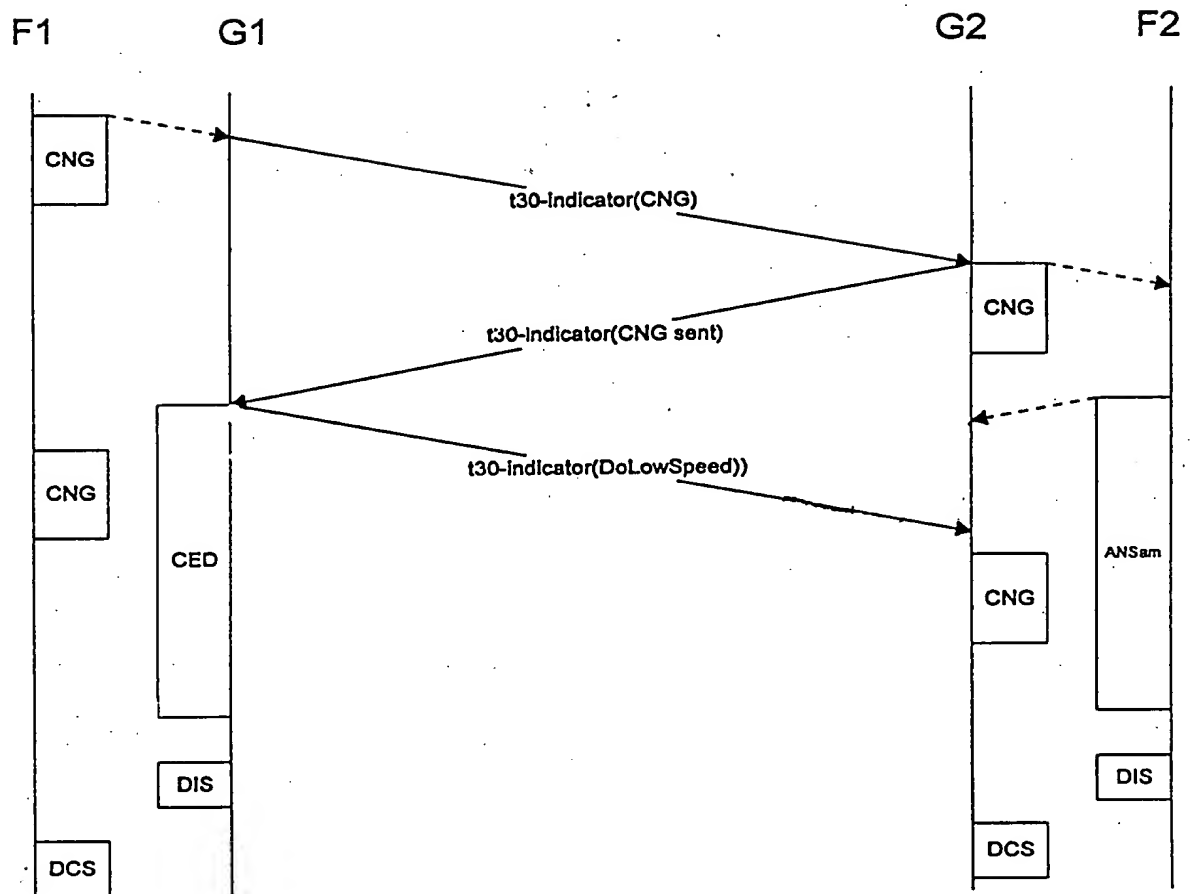 F1 G1 G2 F2
CNG
t30-indicator(CNG)
CNG
t30-indicator(CNG sent)
t30-indicator(DoLowSpeed))
CNG
CED
ANSam
CNG
DIS
DIS
DCS
DCS